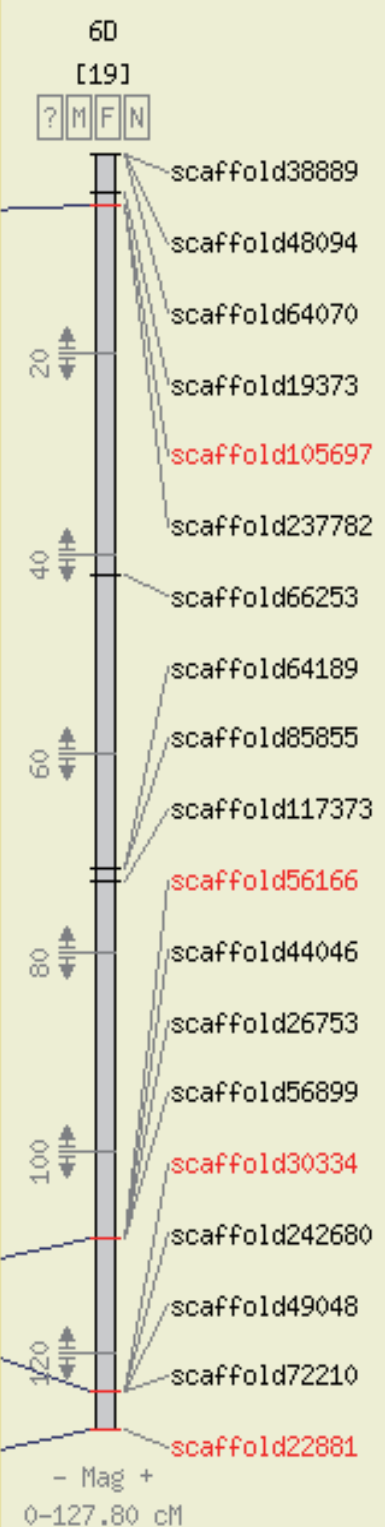 6D
[19]
? M F N
scaffold38889
scaffold48094
scaffold64070
20
scaffold19373
scaffold105697
scaffold237782
40
scaffold66253
scaffold64189
60
scaffold85855
scaffold117373
scaffold56166
80
scaffold44046
scaffold26753
scaffold56899
100
scaffold30334
scaffold242680
scaffold49048
120
scaffold72210
scaffold22881
- Mag +
0-127.80 cM